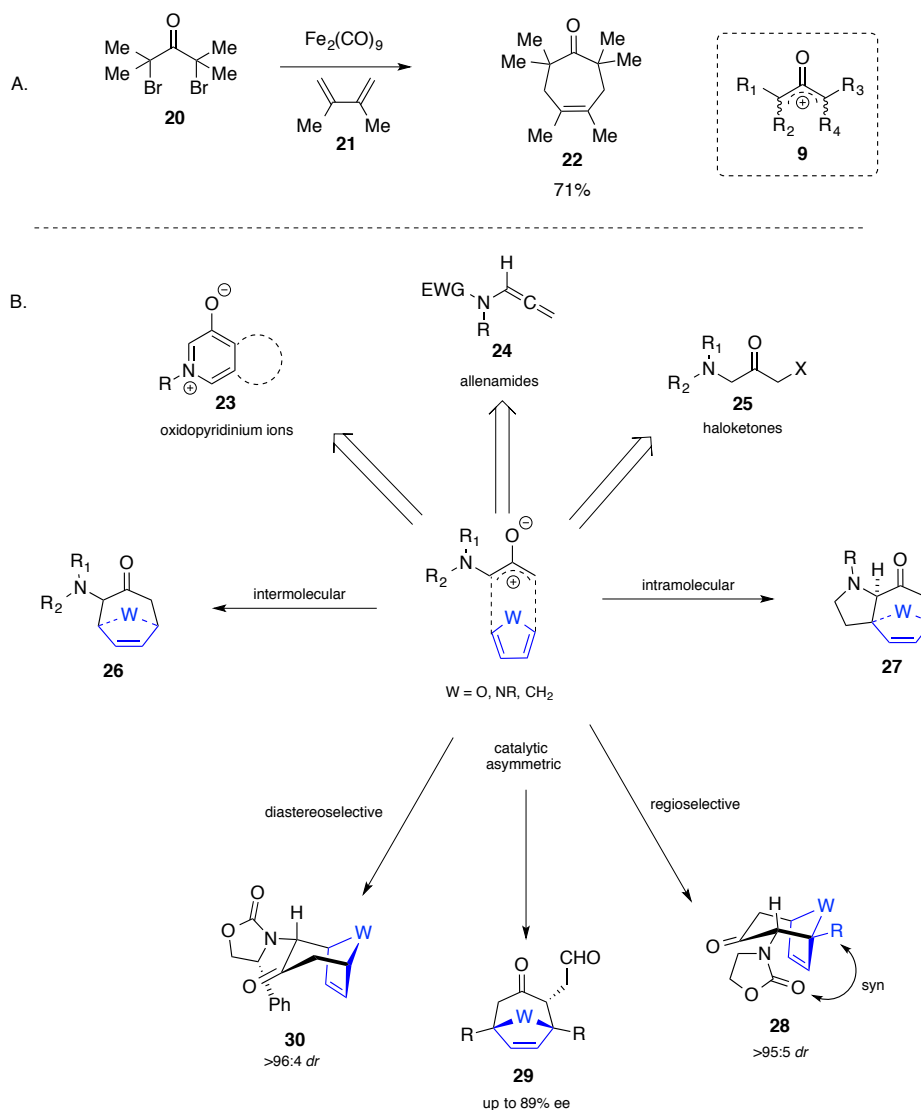 A.
O
Me
Me
Me
Me
Br
Br
20
Fe2(CO)9
Me
Me
21
O
Me
Me
Me
Me
Me
Me
22
71%
O
R1
R3
⊕
R2
R4
9
B.
⊖
O
N
R
⊕
23
oxidopyridinium ions
H
EWG
N
C
R
24
allenamides
R1
O
R2
N
X
25
haloketones
R1
O
N
R2
W
26
intermolecular
⊖
R1
O
N
R2
⊕
W
W = O, NR, CH2
intramolecular
R
H
O
N
W
27
diastereoselective
catalytic
asymmetric
regioselective
O
H
O
N
W
O
Ph
30
>96:4 dr
CHO
O
W
R
R
29
up to 89% ee
H
W
R
O
N
O
O
syn
28
>95:5 dr